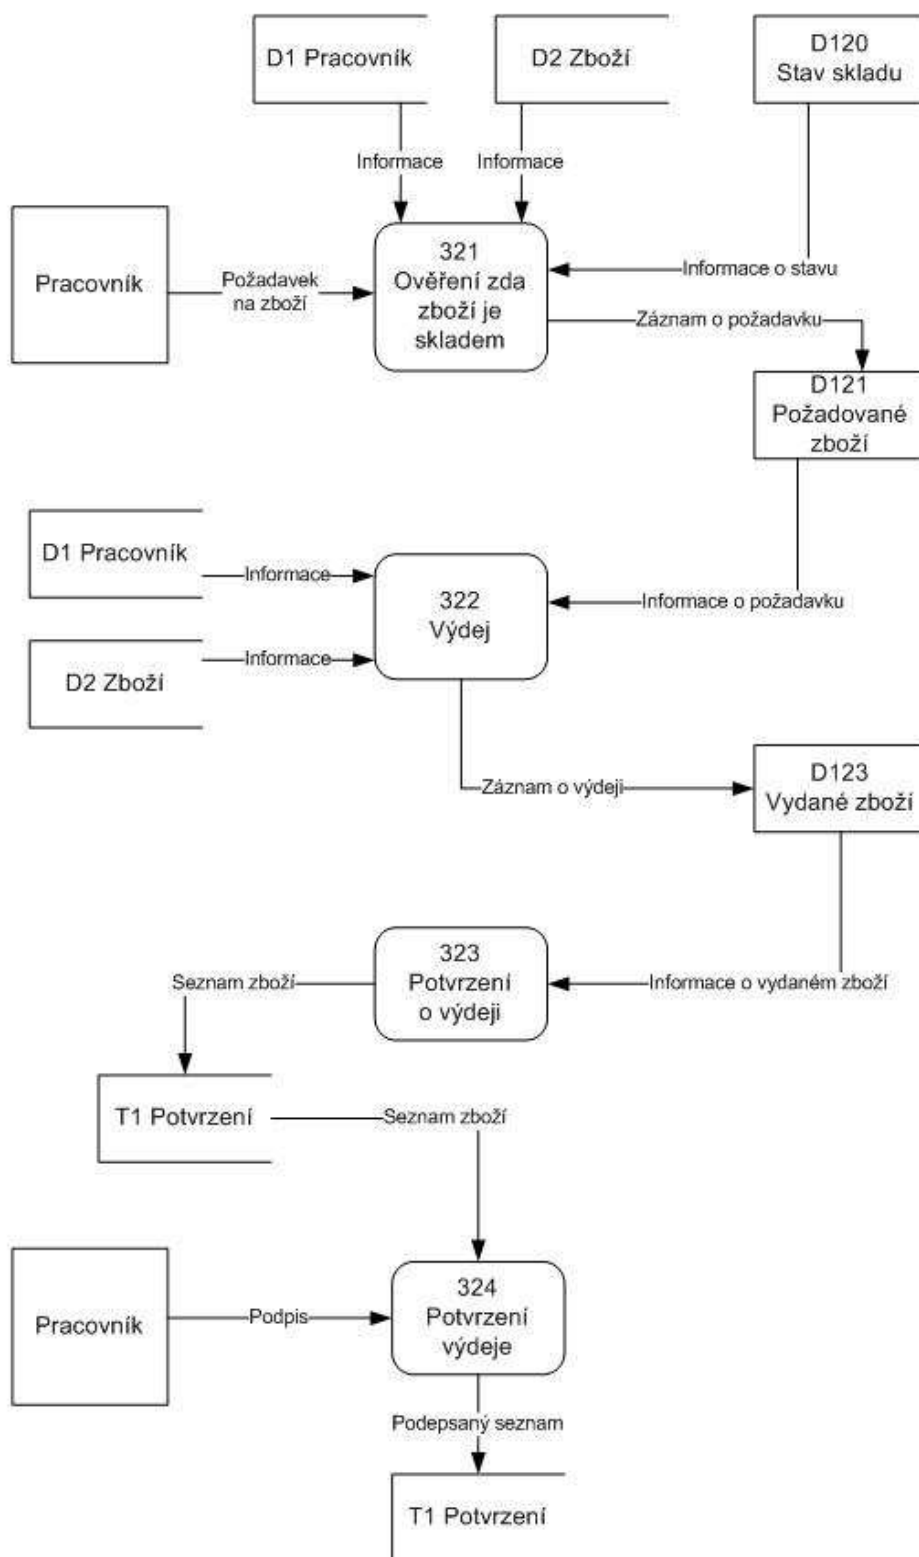 D1 Pracovník
D2 Zboží
D120
Stav skladu
Informace
Informace
Pracovník
Požadavek
na zboží
321
Ověření zda
zboží je
skladem
Informace o stavu
Záznam o požadavku
D121
Požadované
zboží
D1 Pracovník
Informace
322
Výdej
Informace o požadavku
D2 Zboží
Informace
Záznam o výdeji
D123
Vydané zboží
Seznam zboží
323
Potvrzení
o výdeji
Informace o vydaném zboží
T1 Potvrzení
Seznam zboží
Pracovník
Podpis
324
Potvrzení
výdeje
Podepsaný seznam
T1 Potvrzení